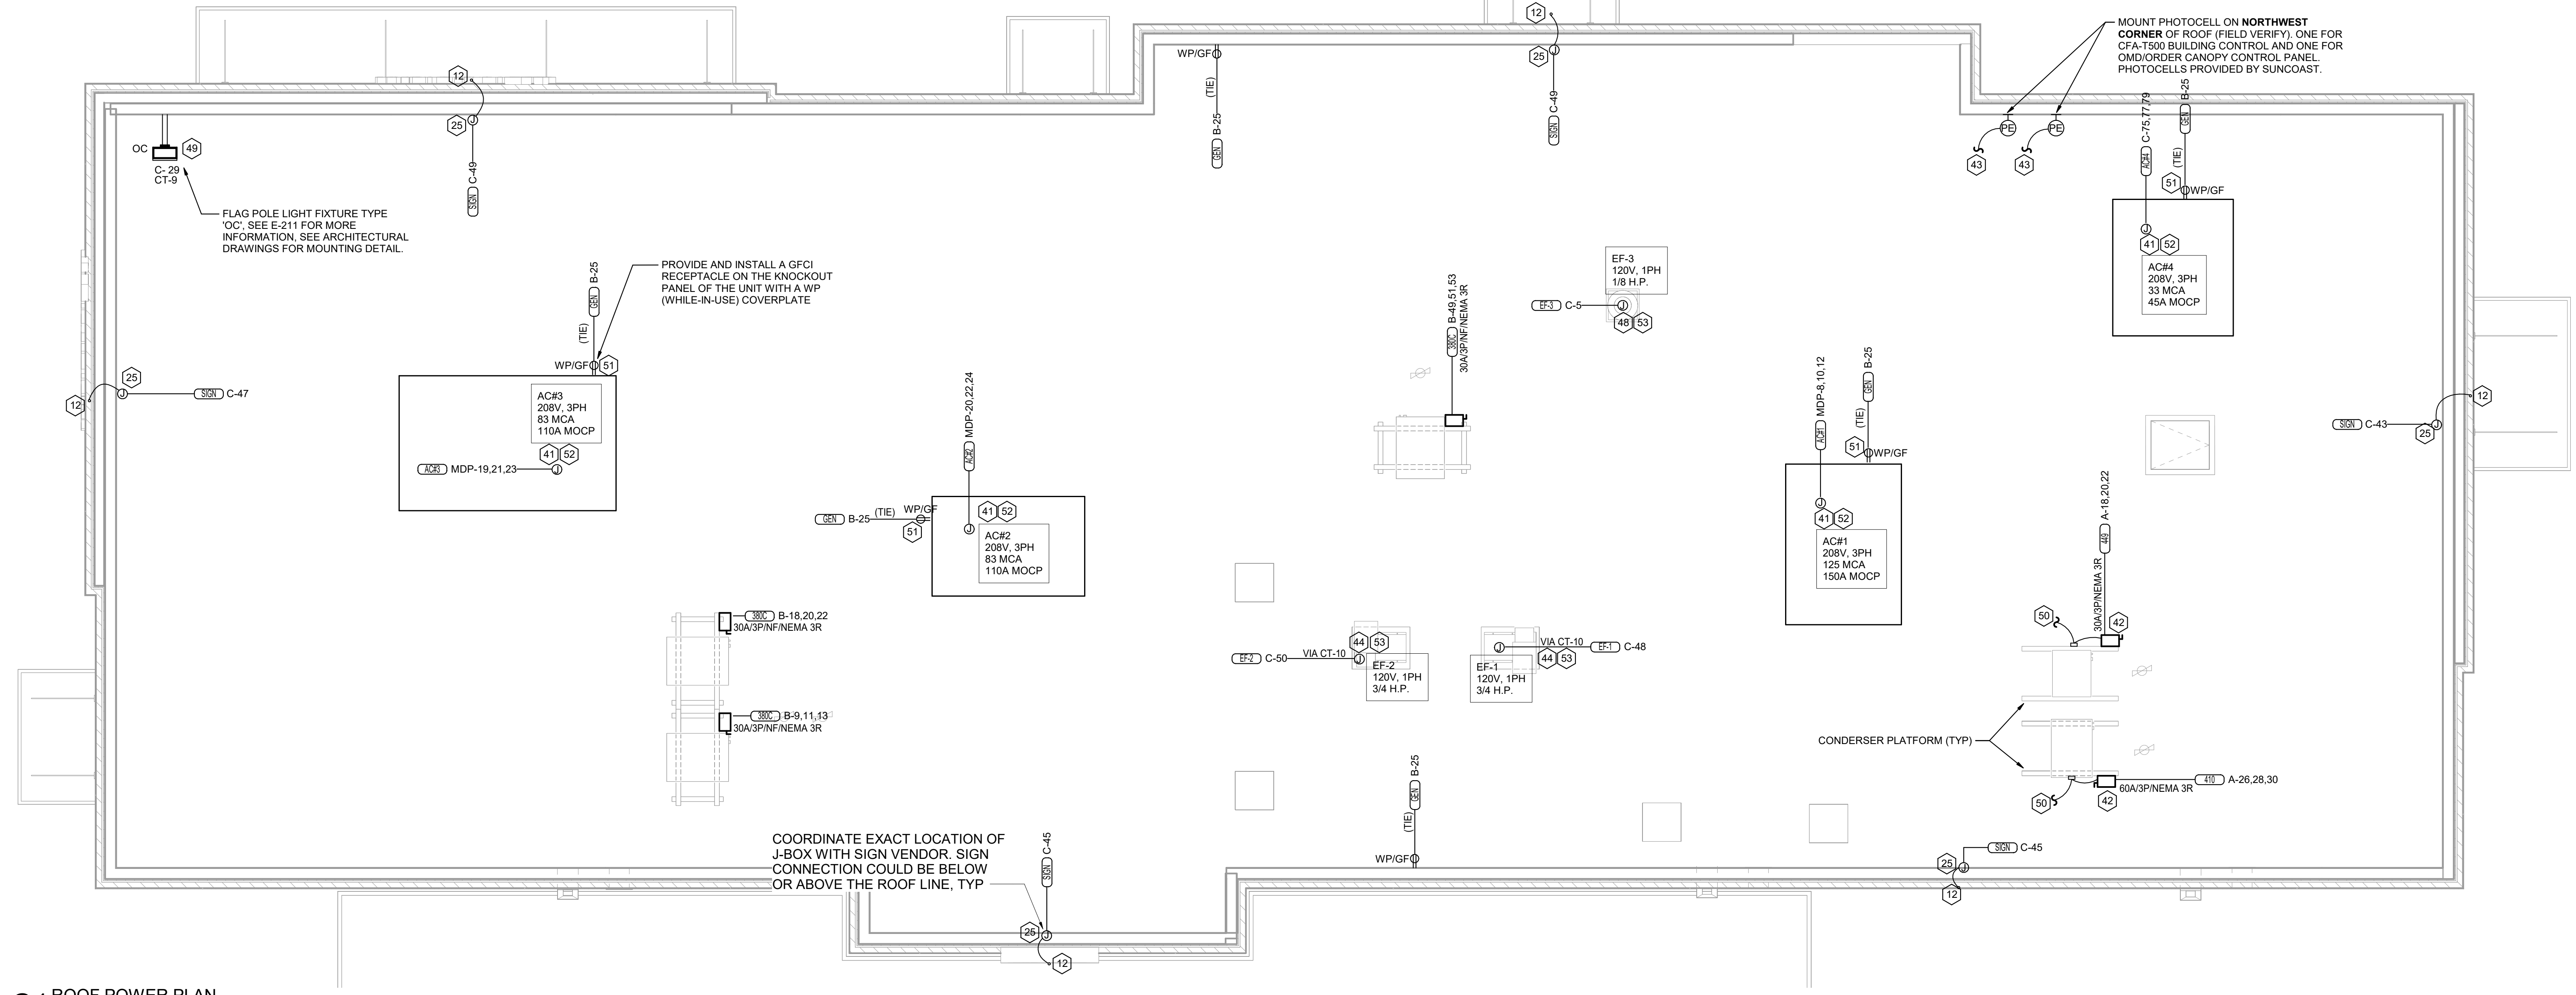 12
25
WP/GF
(TIE)
GEN B-25
MOUNT PHOTOCELL ON NORTHWEST
CORNER OF ROOF (FIELD VERIFY). ONE FOR
CFA-T500 BUILDING CONTROL AND ONE FOR
OMD/ORDER CANOPY CONTROL PANEL.
PHOTOCELLS PROVIDED BY SUNCOAST.
12
25
J
SIGN C-49
J
SIGN C-49
OC
49
C- 29
CT-9
FLAG POLE LIGHT FIXTURE TYPE
'OC', SEE E-211 FOR MORE
INFORMATION, SEE ARCHITECTURAL
DRAWINGS FOR MOUNTING DETAIL.
PE
PE
43
43
AC#4 C-75,77,79
GEN B-25
(TIE)
51
WP/GF
J
41
52
AC#4
208V, 3PH
33 MCA
45A MOCP
PROVIDE AND INSTALL A GFCI
RECEPTACLE ON THE KNOCKOUT
PANEL OF THE UNIT WITH A WP
(WHILE-IN-USE) COVERPLATE
GEN B-25
(TIE)
WP/GF
51
AC#3
208V, 3PH
83 MCA
110A MOCP
41
52
AC#3 MDP-19,21,23
J
12
25
J
SIGN C-47
AC#2 MDP-20,22,24
GEN B-25
(TIE)
WP/GF
51
J
41
52
AC#2
208V, 3PH
83 MCA
110A MOCP
EF-3
120V, 1PH
1/8 H.P.
EF-3 C-5
J
48
53
380C B-49,51,53
30A/3P/NF/NEMA 3R
AC#1 MDP-8,10,12
GEN B-25
(TIE)
51
WP/GF
J
41
52
AC#1
208V, 3PH
125 MCA
150A MOCP
SIGN C-43
J
25
12
449 A-18,20,22
30A/3P/NEMA 3R
50
42
380C B-18,20,22
30A/3P/NF/NEMA 3R
380C B-9,11,13
30A/3P/NF/NEMA 3R
EF-2 C-50
VIA CT-10
J
44
53
EF-2
120V, 1PH
3/4 H.P.
J
VIA CT-10
EF-1 C-48
44
53
EF-1
120V, 1PH
3/4 H.P.
CONDERSER PLATFORM (TYP)
410 A-26,28,30
60A/3P/NEMA 3R
50
42
GEN B-25
(TIE)
WP/GF
COORDINATE EXACT LOCATION OF
J-BOX WITH SIGN VENDOR. SIGN
CONNECTION COULD BE BELOW
OR ABOVE THE ROOF LINE, TYP
SIGN C-45
25
J
12
SIGN C-45
25
J
12
ROOF POWER PLAN